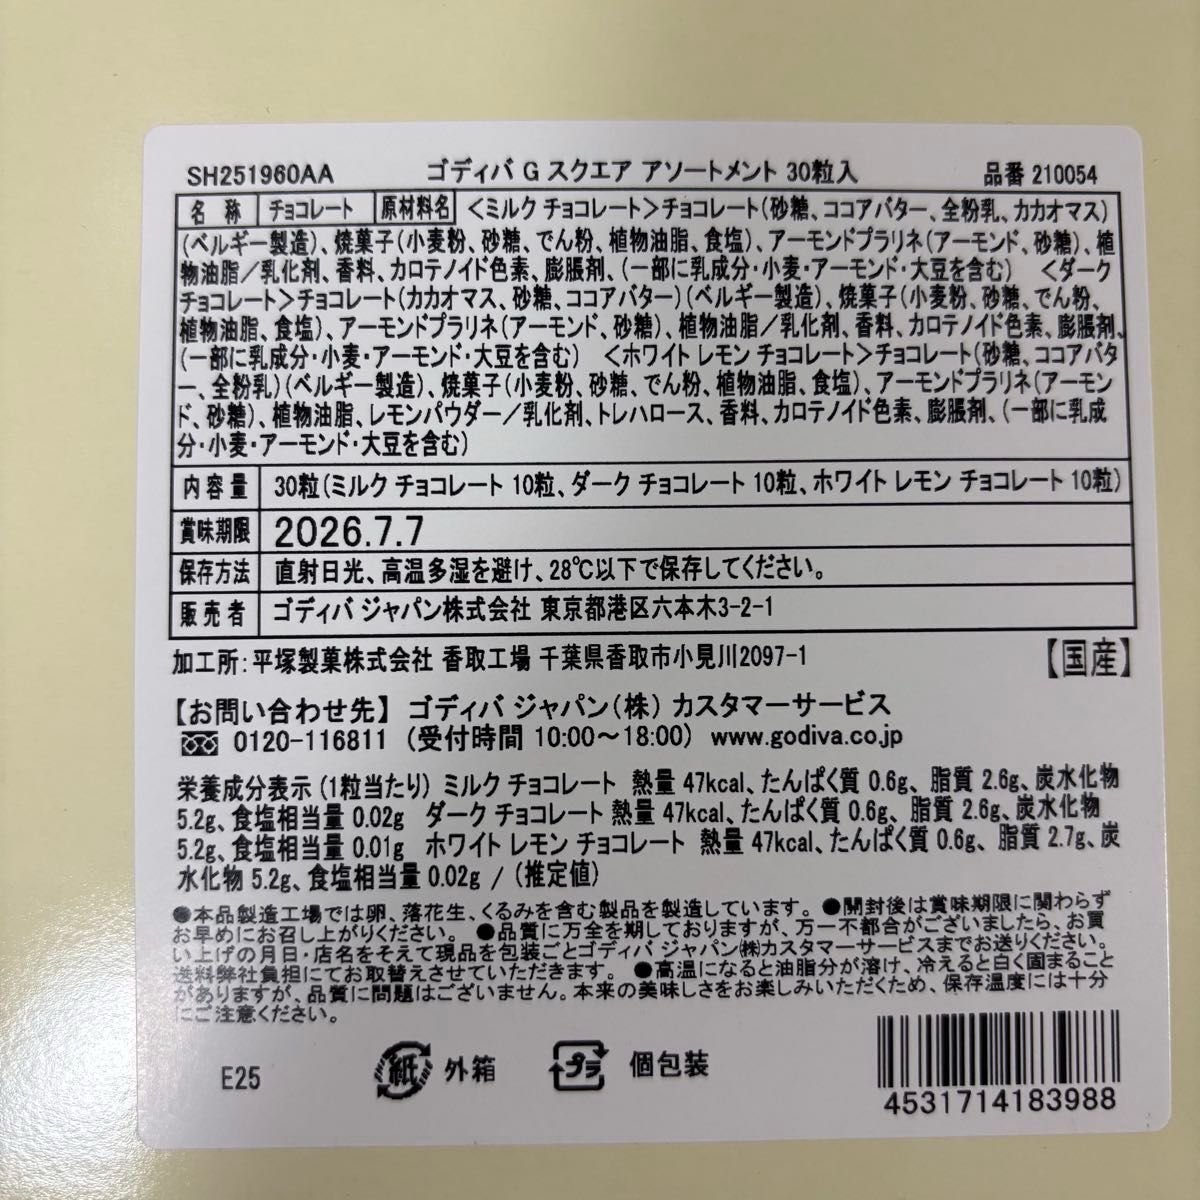 SH251960AA ゴディバ G スクエア アソートメント 30粒入 品番 210054
名 称 チョコレート 原材料名 <ミルク チョコレート>チョコレート(砂糖、ココアバター、全粉乳、カカオマス)
(ベルギー製造)、焼菓子(小麦粉、砂糖、でん粉、植物油脂、食塩)、アーモンドプラリネ(アーモンド、砂糖)、植
物油脂/乳化剤、香料、カロテノイド色素、膨脹剤、(一部に乳成分・小麦・アーモンド・大豆を含む) <ダーク
チョコレート>チョコレート(カカオマス、砂糖、ココアバター)(ベルギー製造)、焼菓子(小麦粉、砂糖、でん粉、
植物油脂、食塩)、アーモンドプラリネ(アーモンド、砂糖)、植物油脂/乳化剤、香料、カロテノイド色素、膨脹剤、
(一部に乳成分・小麦・アーモンド・大豆を含む) <ホワイト レモン チョコレート>チョコレート(砂糖、ココアバタ
ー、全粉乳)(ベルギー製造)、焼菓子(小麦粉、砂糖、でん粉、植物油脂、食塩)、アーモンドプラリネ(アーモン
ド、砂糖)、植物油脂、レモンパウダー/乳化剤、トレハロース、香料、カロテノイド色素、膨脹剤、(一部に乳成
分・小麦・アーモンド・大豆を含む)
内容量 30粒(ミルク チョコレート 10粒、ダーク チョコレート 10粒、ホワイト レモン チョコレート 10粒)
賞味期限 2026.7.7
保存方法 直射日光、高温多湿を避け、28℃以下で保存してください。
販売者 ゴディバ ジャパン株式会社 東京都港区六本木3-2-1
加工所:平塚製菓株式会社 香取工場 千葉県香取市小見川2097-1 【国産】
【お問い合わせ先】 ゴディバ ジャパン(株) カスタマーサービス
0120-116811 (受付時間 10:00〜18:00) www.godiva.co.jp
栄養成分表示 (1粒当たり) ミルク チョコレート 熱量 47kcal、たんぱく質 0.6g、脂質 2.6g、炭水化物
5.2g、食塩相当量 0.02g ダーク チョコレート 熱量 47kcal、たんぱく質 0.6g、脂質 2.6g、炭水化物
5.2g、食塩相当量 0.01g ホワイト レモン チョコレート 熱量 47kcal、たんぱく質 0.6g、脂質 2.7g、炭
水化物 5.2g、食塩相当量 0.02g / (推定値)
●本品製造工場では卵、落花生、くるみを含む製品を製造しています。 ●開封後は賞味期限に関わらず
お早めにお召し上がりください。 ●品質に万全を期しておりますが、万一不都合がございましたら、お買
い上げの月日・店名をそえて現品を包装ごとゴディバ ジャパン㈱カスタマーサービスまでお送りください。
送料弊社負担にてお取替えさせていただきます。 ●高温になると油脂分が溶け、冷えると白く固まること
がありますが、品質に問題はございません。本来の美味しさをお楽しみいただくため、保存温度には十分
にご注意ください。
E25 紙 外箱 プラ 個包装
4531714183988